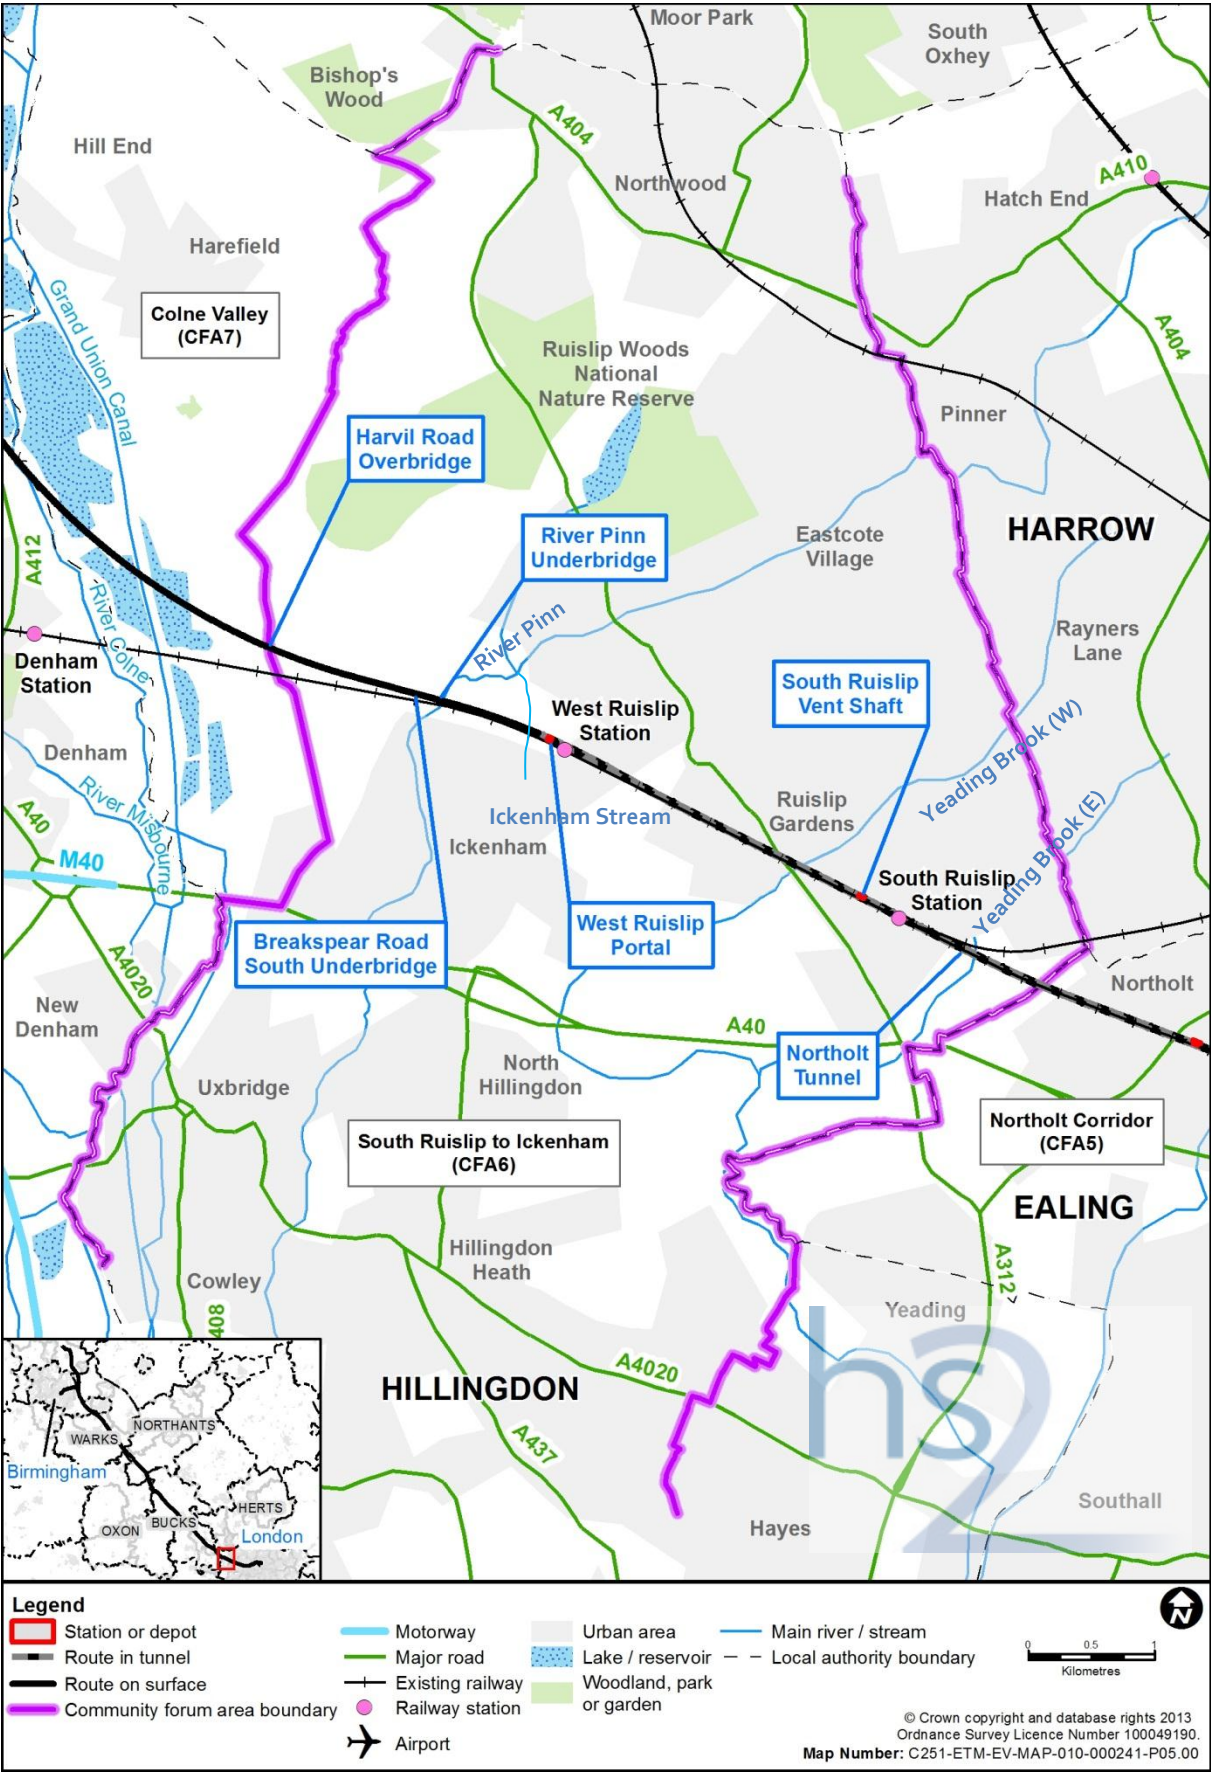 Moor Park
South
Oxhey
Bishop's
Wood
Hill End
A404
Northwood
A410
Hatch End
Harefield
Grand Union Canal
Colne Valley
(CFA7)
Ruislip Woods
National
Nature Reserve
A404
Pinner
Harvil Road
Overbridge
River Pinn
Underbridge
Eastcote
Village
HARROW
A412
River Colne
River Pinn
Rayners
Lane
Denham
Station
South Ruislip
Vent Shaft
West Ruislip
Station
Denham
Yeading Brook (W)
River Misbourne
A40
Ickenham Stream
Ruislip
Gardens
Yeading Brook (E)
Ickenham
M40
South Ruislip
Station
Breakspear Road
South Underbridge
West Ruislip
Portal
A4020
New
Denham
Northolt
A40
Northolt
Tunnel
North
Hillingdon
Uxbridge
South Ruislip to Ickenham
(CFA6)
Northolt Corridor
(CFA5)
EALING
Hillingdon
Heath
A312
Cowley
Yeading
408
A4020
HILLINGDON
hs2
A437
Southall
Hayes
NORTHANTS
WARKS
Birmingham
HERTS
BUCKS
OXON
London
Legend
Station or depot
Route in tunnel
Route on surface
Community forum area boundary
Motorway
Major road
Existing railway
Railway station
Airport
Urban area
Lake / reservoir
Woodland, park
or garden
Main river / stream
Local authority boundary
N
0 0.5 1
Kilometres
© Crown copyright and database rights 2013
Ordnance Survey Licence Number 100049190.
Map Number: C251-ETM-EV-MAP-010-000241-P05.00